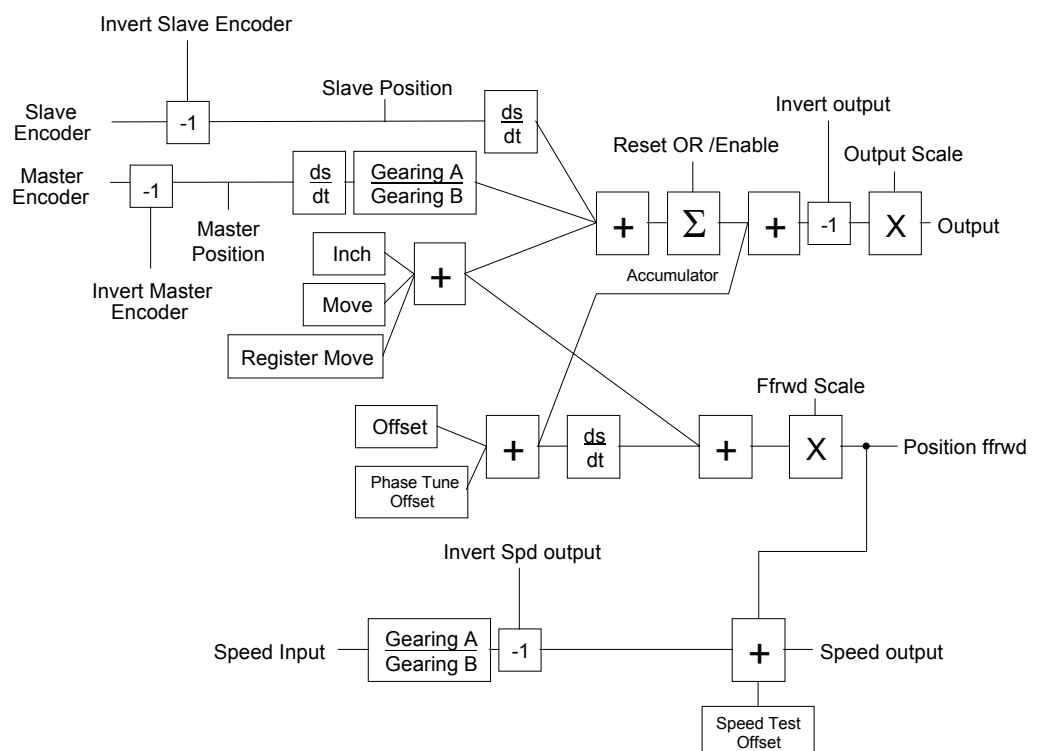 Invert Slave Encoder
Slave
Encoder
-1
Slave Position
ds
dt
Master
Encoder
-1
Master
Position
Invert Master
Encoder
ds
dt
Gearing A
Gearing B
Inch
Move
Register Move
+
+
Reset OR /Enable
Σ
Accumulator
+
Invert output
-1
Output Scale
X
Output
Offset
Phase Tune
Offset
+
ds
dt
+
Ffrwd Scale
X
Position ffrwd
Invert Spd output
Speed Input
Gearing A
Gearing B
-1
+
Speed output
Speed Test
Offset